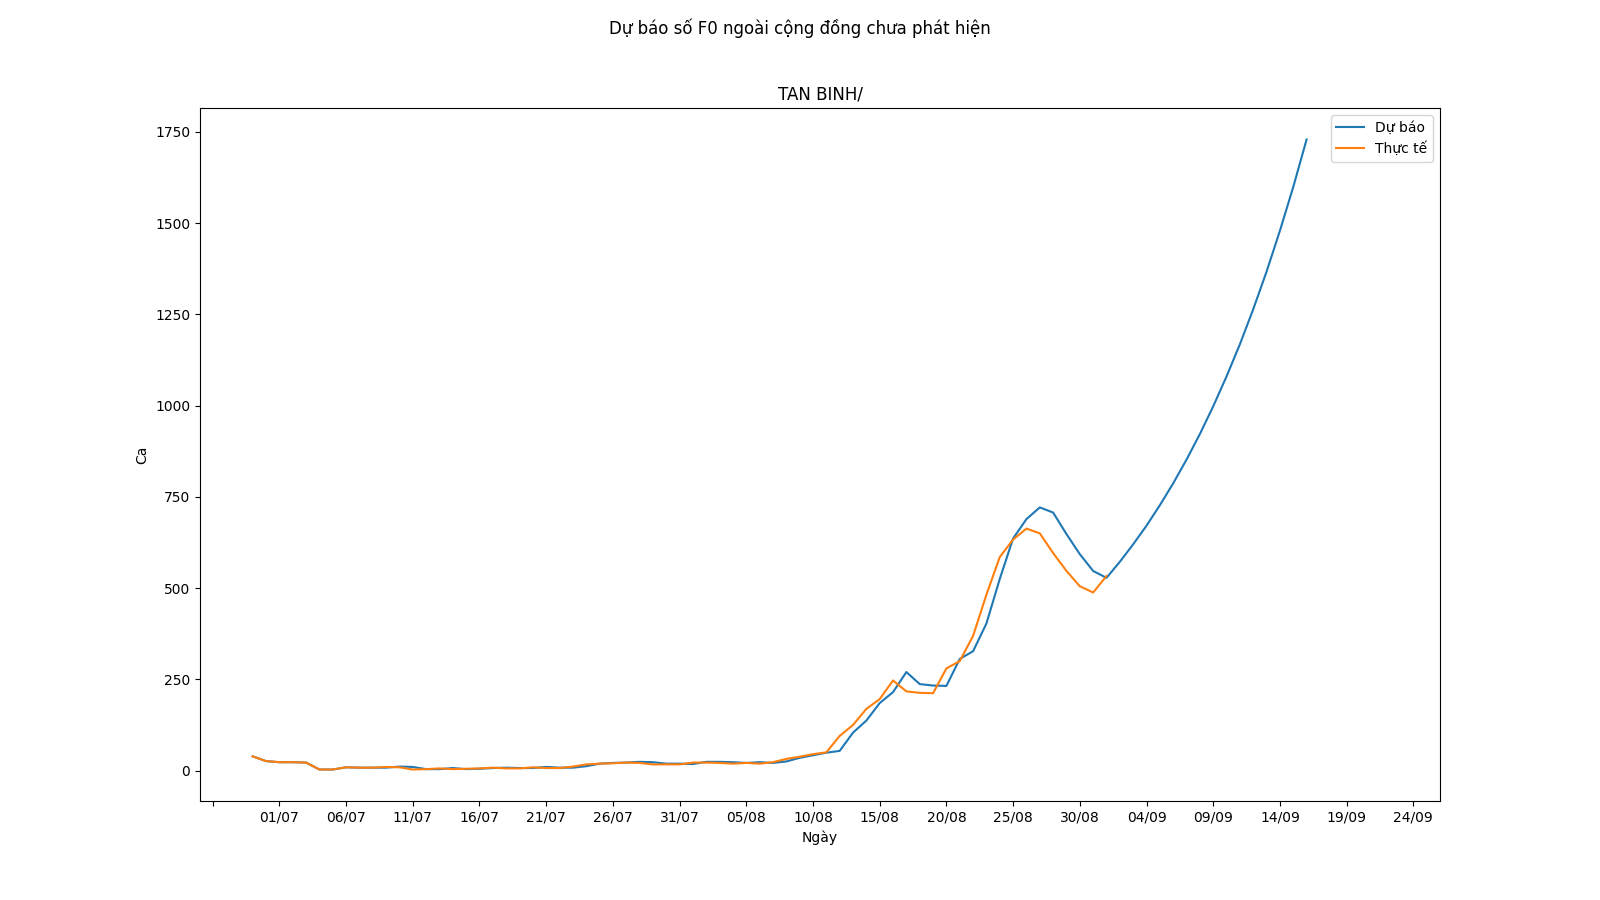 Dự báo số F0 ngoài cộng đồng chưa phát hiện
TAN BINH/
Dự báo
Thực tế
1750
1500
1250
1000
750
500
250
0
Ca
01/07 06/07 11/07 16/07 21/07 26/07 31/07 05/08 10/08 15/08 20/08 25/08 30/08 04/09 09/09 14/09 19/09 24/09
Ngày